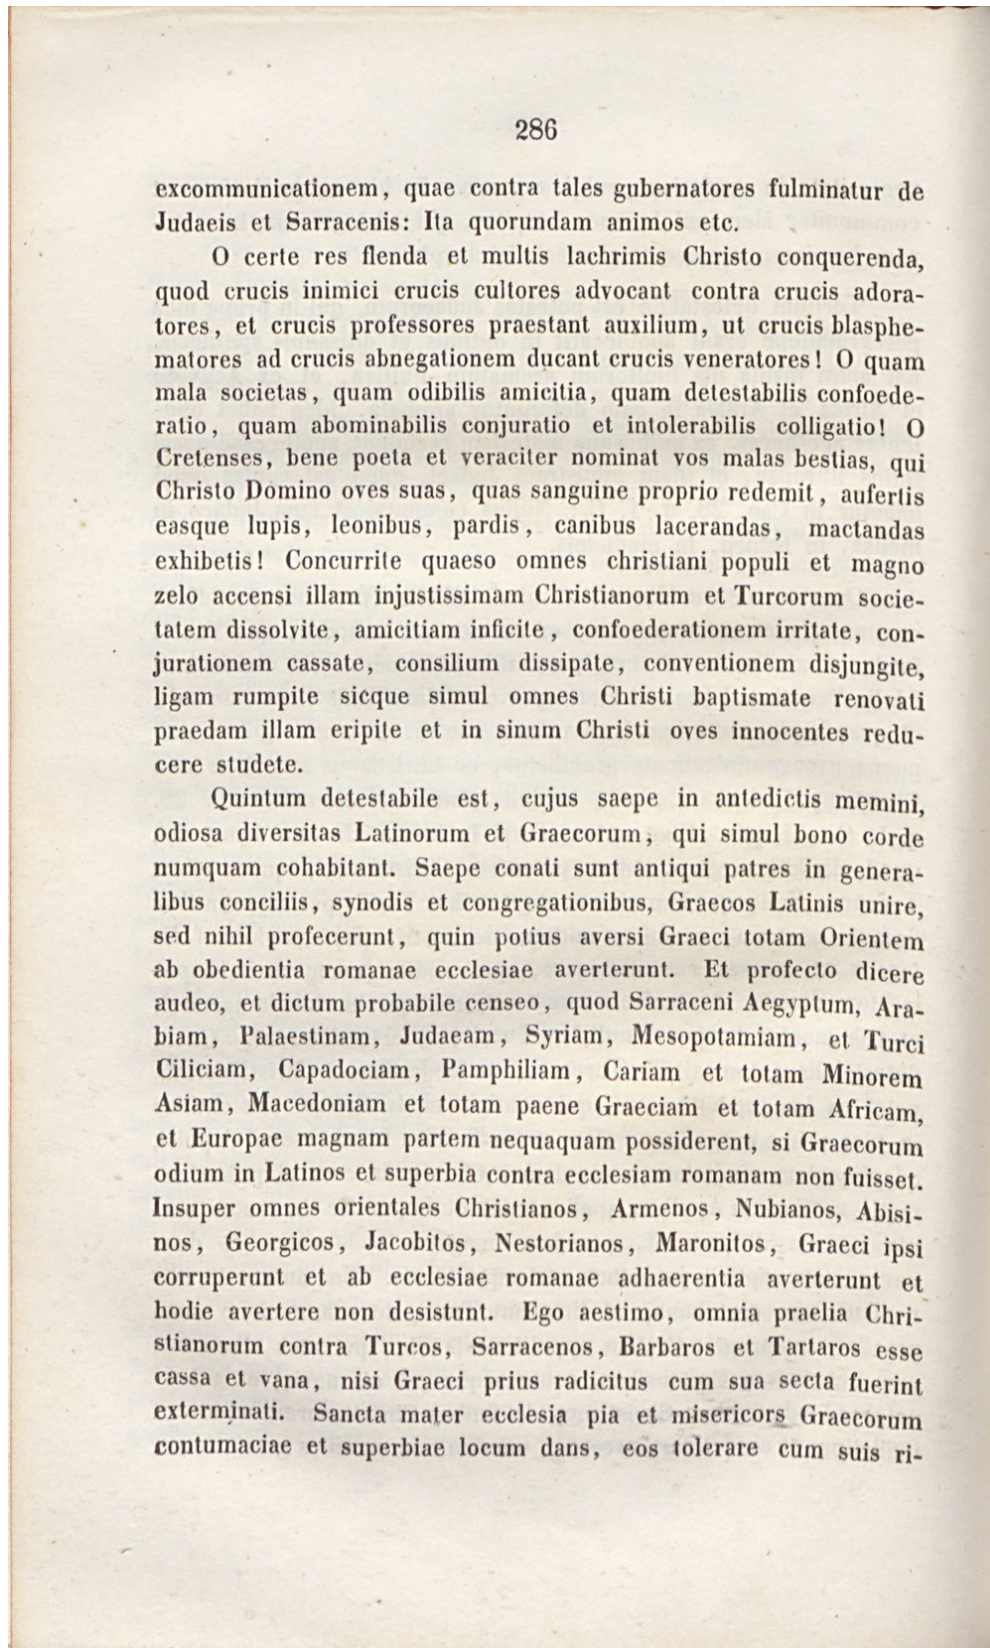 286
excommunicationem, quae contra tales gubernatores fulminatur de
Judaeis et Sarracenis: Ita quorundam animos etc.
O certe res flenda et multis lachrimis Christo conquerenda,
quod crucis inimici crucis cultores advocant contra crucis adora-
tores, et crucis professores praestant auxilium, ut crucis blasphe-
matores ad crucis abnegationem ducant crucis veneratores! O quam
mala societas, quam odibilis amicitia, quam detestabilis confoede-
ratio, quam abominabilis conjuratio et intolerabilis colligatio! O
Cretenses, bene poeta et veraciter nominat vos malas bestias, qui
Christo Domino oves suas, quas sanguine proprio redemit, aufertis
easque lupis, leonibus, pardis, canibus lacerandas, mactandas
exhibetis! Concurrite quaeso omnes christiani populi et magno
zelo accensi illam injustissimam Christianorum et Turcorum socie-
tatem dissolvite, amicitiam inficite, confoederationem irritate, con-
jurationem cassate, consilium dissipate, conventionem disjungite,
ligam rumpite sicque simul omnes Christi baptismate renovati
praedam illam eripite et in sinum Christi oves innocentes redu-
cere studete.
Quintum detestabile est, cujus saepe in antedictis memini,
odiosa diversitas Latinorum et Graecorum, qui simul bono corde
numquam cohabitant. Saepe conati sunt antiqui patres in genera-
libus conciliis, synodis et congregationibus, Graecos Latinis unire,
sed nihil profecerunt, quin potius aversi Graeci totam Orientem
ab obedientia romanae ecclesiae averterunt. Et profecto dicere
audeo, et dictum probabile censeo, quod Sarraceni Aegyptum, Ara-
biam, Palaestinam, Judaeam, Syriam, Mesopotamiam, et Turci
Ciliciam, Capadociam, Pamphiliam, Cariam et totam Minorem
Asiam, Macedoniam et totam paene Graeciam et totam Africam,
et Europae magnam partem nequaquam possiderent, si Graecorum
odium in Latinos et superbia contra ecclesiam romanam non fuisset.
Insuper omnes orientales Christianos, Armenos, Nubianos, Abisi-
nos, Georgicos, Jacobitos, Nestorianos, Maronitos, Graeci ipsi
corruperunt et ab ecclesiae romanae adhaerentia averterunt et
hodie avertere non desistunt. Ego aestimo, omnia praelia Chri-
stianorum contra Turcos, Sarracenos, Barbaros et Tartaros esse
cassa et vana, nisi Graeci prius radicitus cum sua secta fuerint
exterminati. Sancta mater ecclesia pia et misericors Graecorum
contumaciae et superbiae locum dans, eos tolerare cum suis ri-